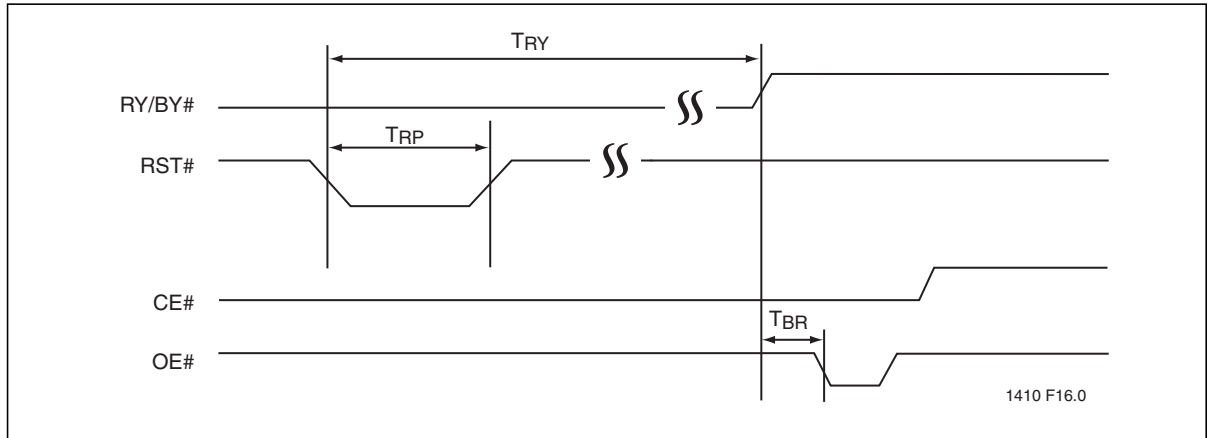 TRY
RY/BY#
TRP
RST#
CE#
TBR
OE#
1410 F16.0